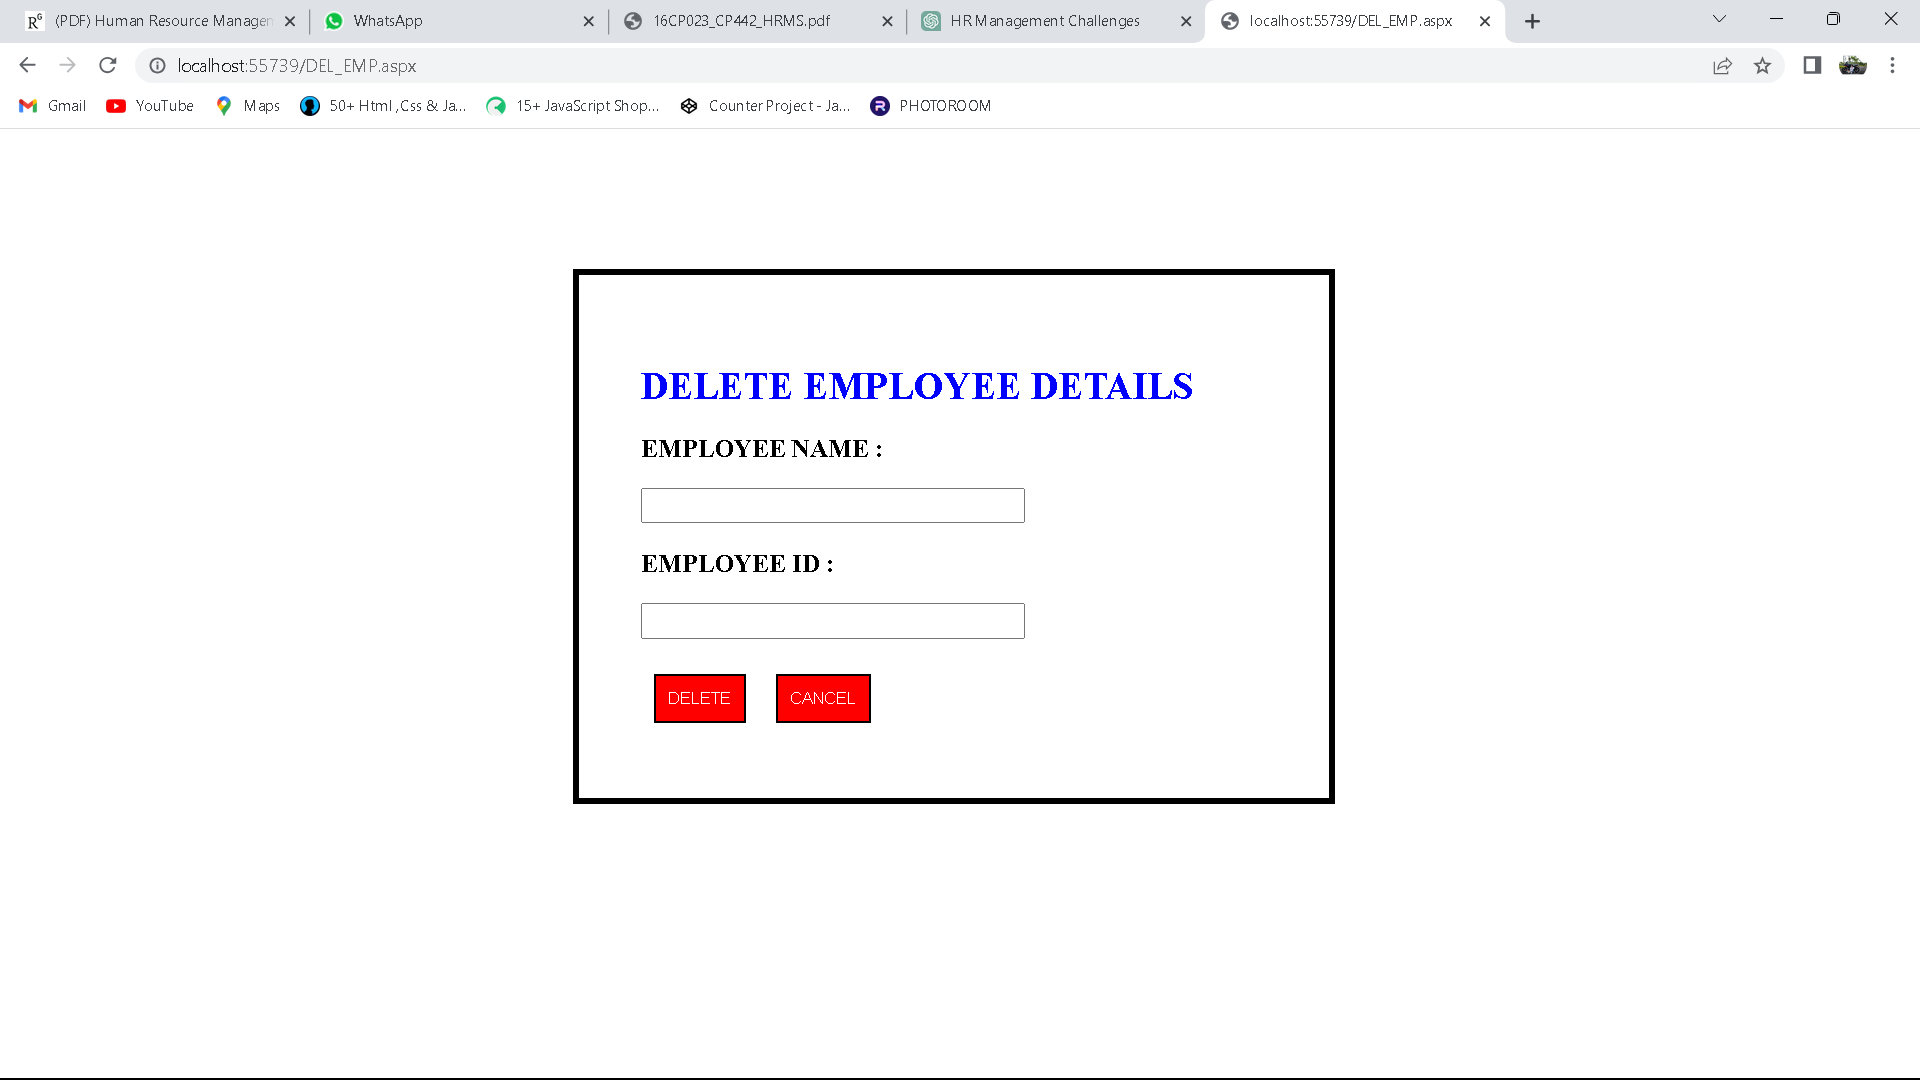 (PDF) Human Resource Managem
WhatsApp
16CP023_CP442_HRMS.pdf
HR Management Challenges
localhost:55739/DEL_EMP.aspx
localhost:55739/DEL_EMP.aspx
Gmail
YouTube
Maps
50+ Html ,Css & Ja...
15+ JavaScript Shop...
Counter Project - Ja...
PHOTOROOM
DELETE EMPLOYEE DETAILS
EMPLOYEE NAME :
EMPLOYEE ID :
DELETE
CANCEL